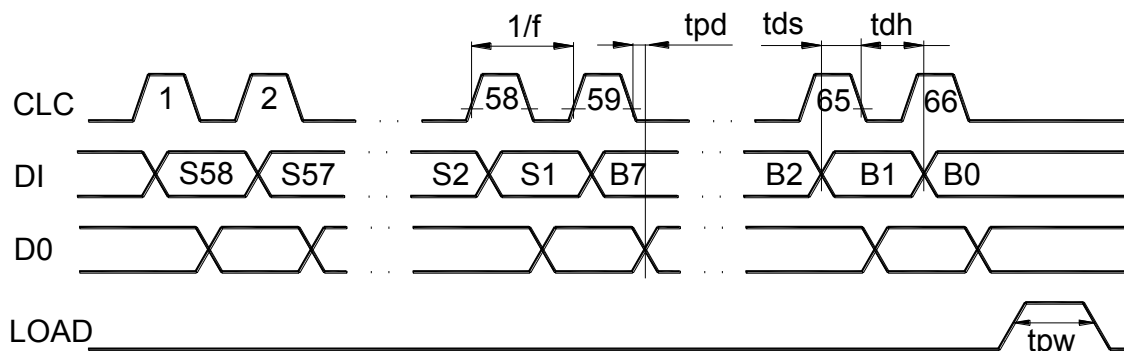 1/f tpd tds tdh
CLC 1 2 58 59 65 66
DI S58 S57 S2 S1 B7 B2 B1 B0
D0
LOAD tpw